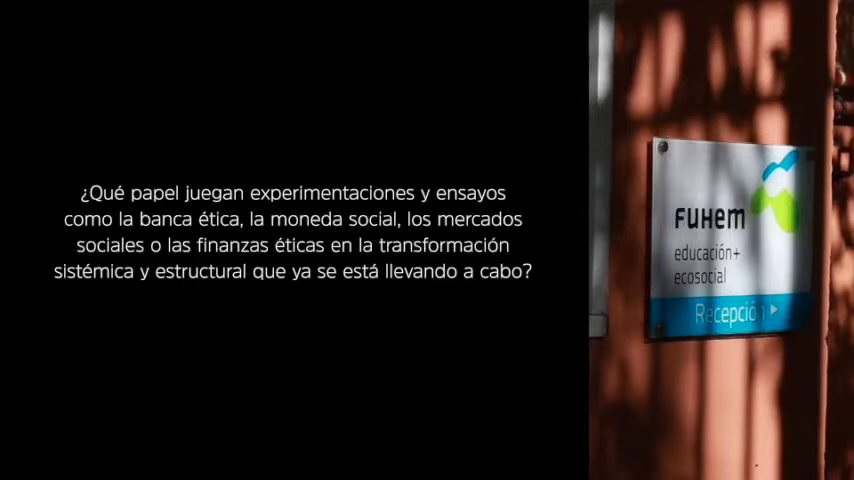 ¿Qué papel juegan experimentaciones y ensayos
como la banca ética, la moneda social, los mercados
sociales o las finanzas éticas en la transformación
sistémica y estructural que ya se está llevando a cabo?
FUHEM
educación+
ecosocial
Recepción